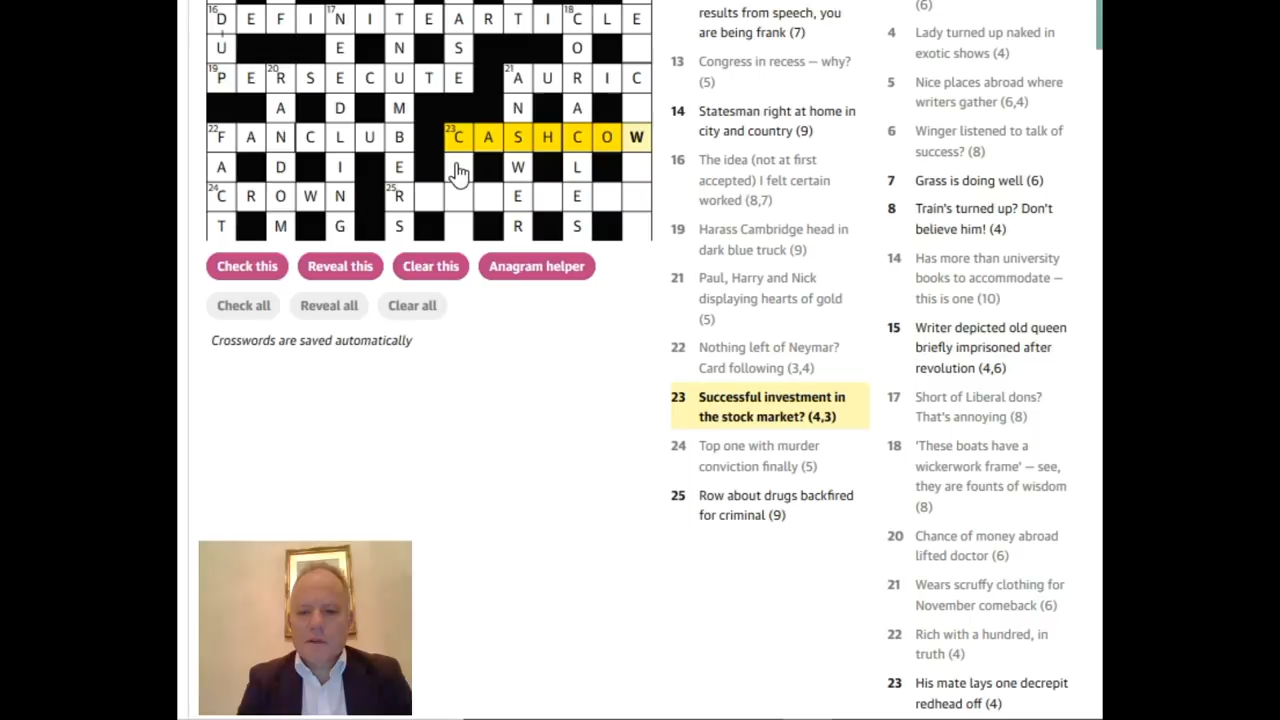 16 D E F I 17 N I T E A R T I 18 C L E
U E N S O
19 P E 20 R S E C U T E 21 A U R I C
A D M N A
22 F A N C L U B 23 C A S H C O W
A D I E W L
24 C R O W N 25 R E E
T M G S R S
Check this Reveal this Clear this Anagram helper
Check all Reveal all Clear all
Crosswords are saved automatically
results from speech, you
are being frank (7)
13 Congress in recess — why?
(5)
14 Statesman right at home in
city and country (9)
16 The idea (not at first
accepted) I felt certain
worked (8,7)
19 Harass Cambridge head in
dark blue truck (9)
21 Paul, Harry and Nick
displaying hearts of gold
(5)
22 Nothing left of Neymar?
Card following (3,4)
23 Successful investment in
the stock market? (4,3)
24 Top one with murder
conviction finally (5)
25 Row about drugs backfired
for criminal (9)
(6)
4 Lady turned up naked in
exotic shows (4)
5 Nice places abroad where
writers gather (6,4)
6 Winger listened to talk of
success? (8)
7 Grass is doing well (6)
8 Train's turned up? Don't
believe him! (4)
14 Has more than university
books to accommodate —
this is one (10)
15 Writer depicted old queen
briefly imprisoned after
revolution (4,6)
17 Short of Liberal dons?
That's annoying (8)
18 'These boats have a
wickerwork frame' — see,
they are founts of wisdom
(8)
20 Chance of money abroad
lifted doctor (6)
21 Wears scruffy clothing for
November comeback (6)
22 Rich with a hundred, in
truth (4)
23 His mate lays one decrepit
redhead off (4)